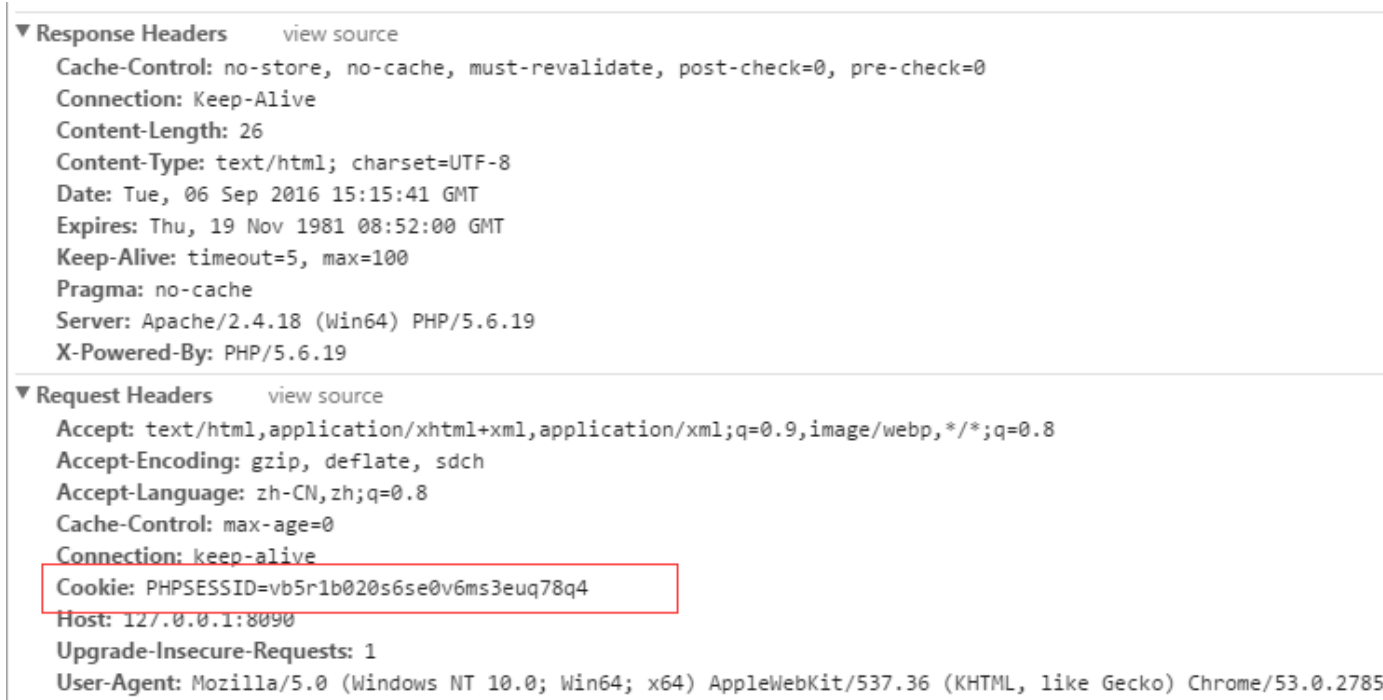 ▼ Response Headers view source
Cache-Control: no-store, no-cache, must-revalidate, post-check=0, pre-check=0
Connection: Keep-Alive
Content-Length: 26
Content-Type: text/html; charset=UTF-8
Date: Tue, 06 Sep 2016 15:15:41 GMT
Expires: Thu, 19 Nov 1981 08:52:00 GMT
Keep-Alive: timeout=5, max=100
Pragma: no-cache
Server: Apache/2.4.18 (Win64) PHP/5.6.19
X-Powered-By: PHP/5.6.19
▼ Request Headers view source
Accept: text/html,application/xhtml+xml,application/xml;q=0.9,image/webp,*/*;q=0.8
Accept-Encoding: gzip, deflate, sdch
Accept-Language: zh-CN,zh;q=0.8
Cache-Control: max-age=0
Connection: keep-alive
Cookie: PHPSESSID=vb5r1b020s6se0v6ms3euq78q4
Host: 127.0.0.1:8090
Upgrade-Insecure-Requests: 1
User-Agent: Mozilla/5.0 (Windows NT 10.0; Win64; x64) AppleWebKit/537.36 (KHTML, like Gecko) Chrome/53.0.2785